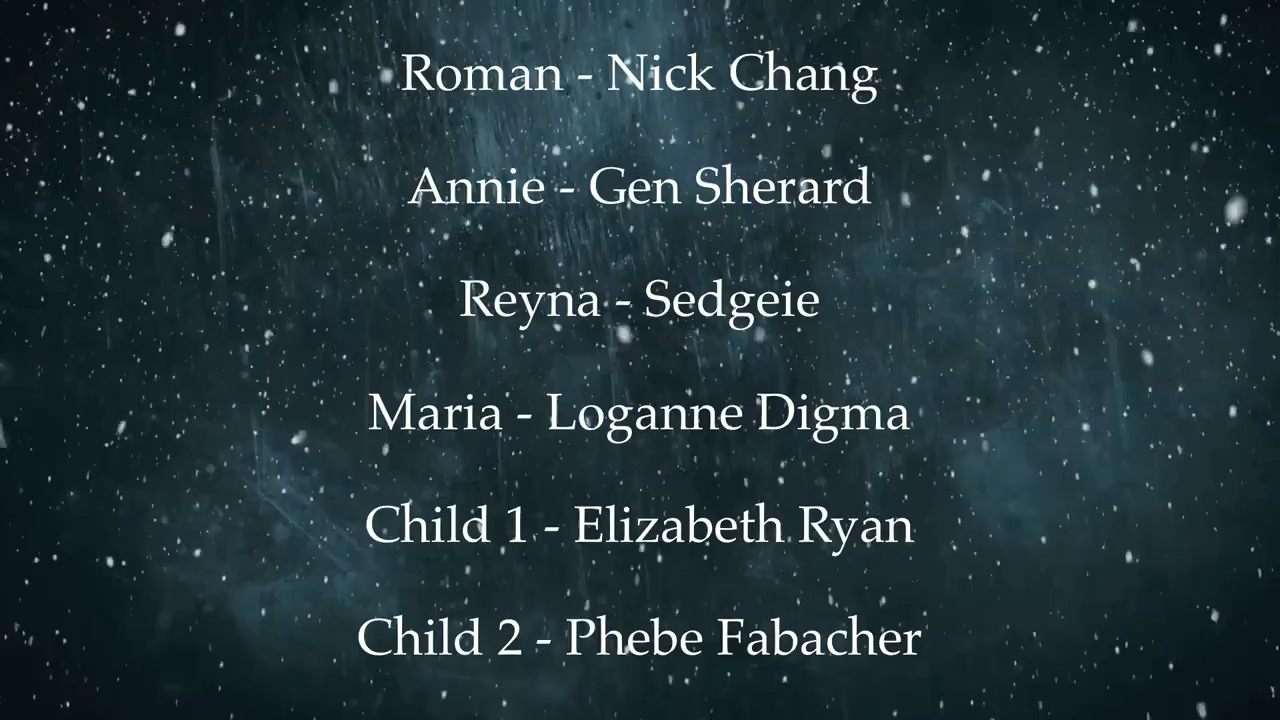 Roman - Nick Chang
Annie - Gen Sherard
Reyna - Sedgeie
Maria - Loganne Digma
Child 1 - Elizabeth Ryan
Child 2 - Phebe Fabacher